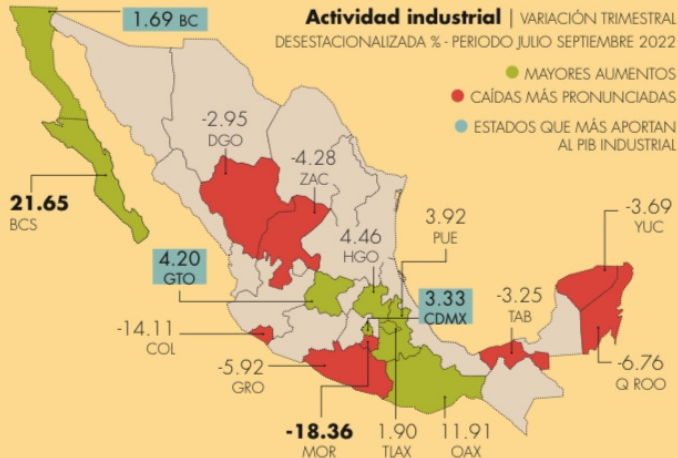 Actividad industrial | VARIACIÓN TRIMESTRAL
DESESTACIONALIZADA % - PERIODO JULIO SEPTIEMBRE 2022
MAYORES AUMENTOS
CAÍDAS MÁS PRONUNCIADAS
ESTADOS QUE MÁS APORTAN
AL PIB INDUSTRIAL
1.69 BC
-2.95
DGO
-4.28
ZAC
21.65
BCS
4.20
GTO
4.46
HGO
3.92
PUE
3.33
CDMX
-3.25
TAB
-3.69
YUC
-6.76
Q ROO
-14.11
COL
-5.92
GRO
-18.36
MOR
1.90
TLAX
11.91
OAX